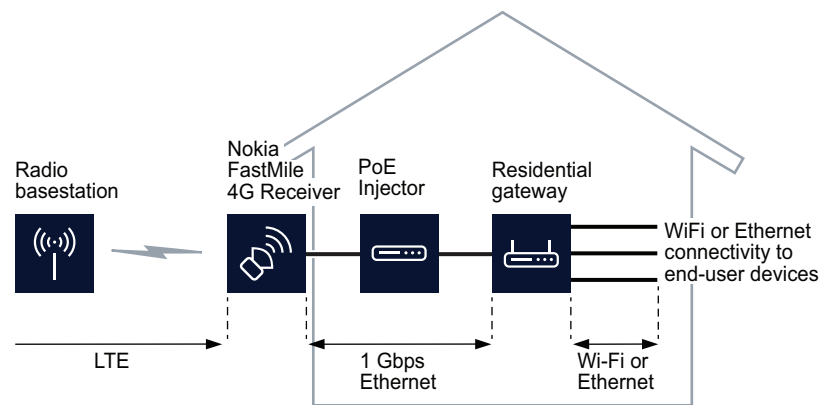 Radio
basestation
Nokia
FastMile
4G Receiver
PoE
Injector
Residential
gateway
WiFi or Ethernet
connectivity to
end-user devices
LTE
1 Gbps
Ethernet
Wi-Fi or
Ethernet